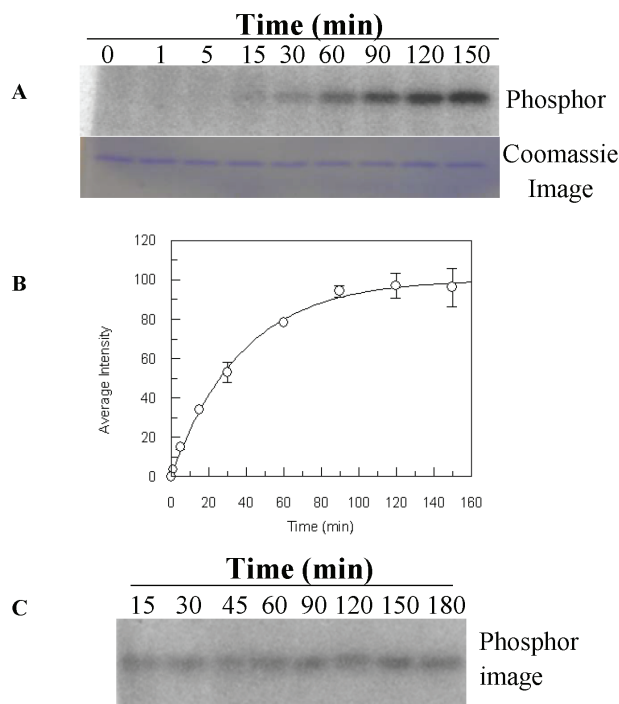 Time (min)
0 1 5 15 30 60 90 120 150
A
Phosphor
Coomassie
Image
B
120
100
80
60
40
20
0
Average Intensity
0 20 40 60 80 100 120 140 160
Time (min)
Time (min)
15 30 45 60 90 120 150 180
C
Phosphor
image